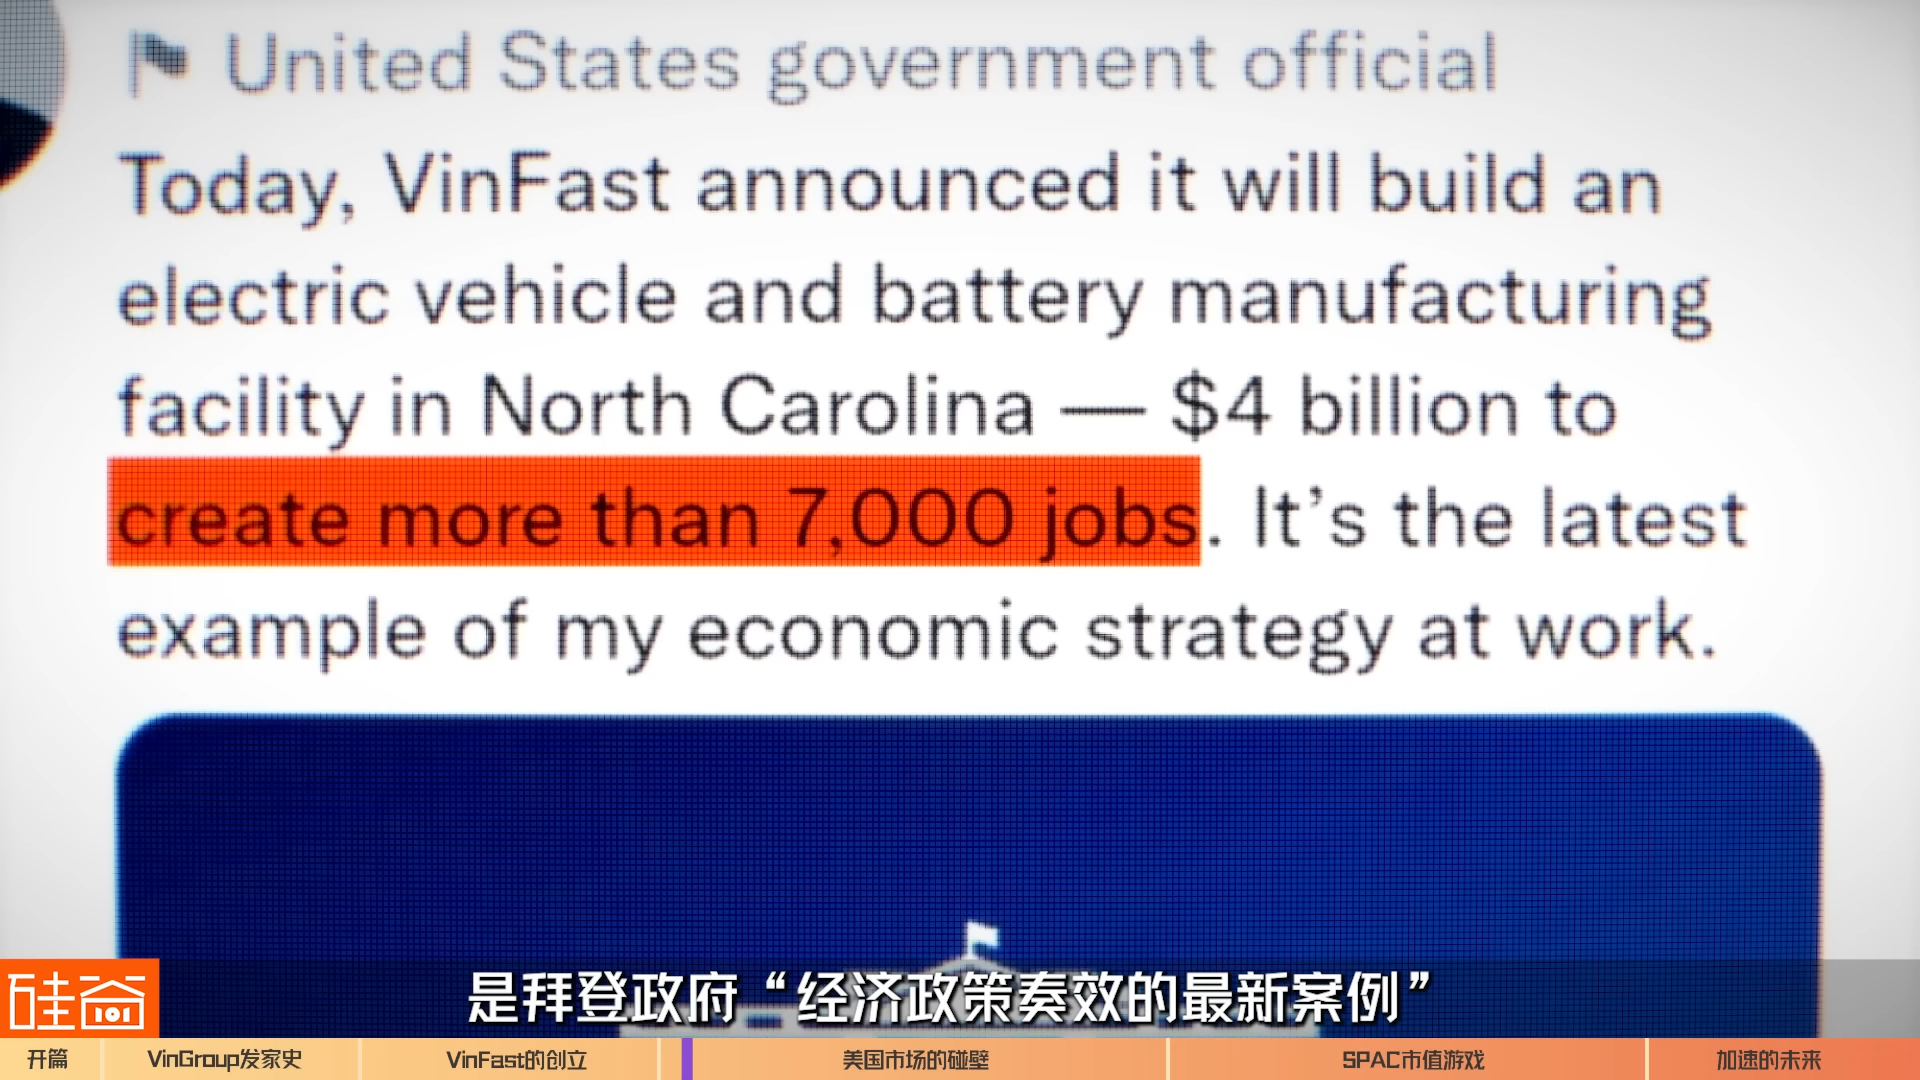 United States government official
Today, VinFast announced it will build an
electric vehicle and battery manufacturing
facility in North Carolina — $4 billion to
create more than 7,000 jobs. It’s the latest
example of my economic strategy at work.
是拜登政府“经济政策奏效的最新案例”
硅谷
101
开篇
VinGroup发家史
VinFast的创立
美国市场的碰壁
SPAC市值游戏
加速的未来